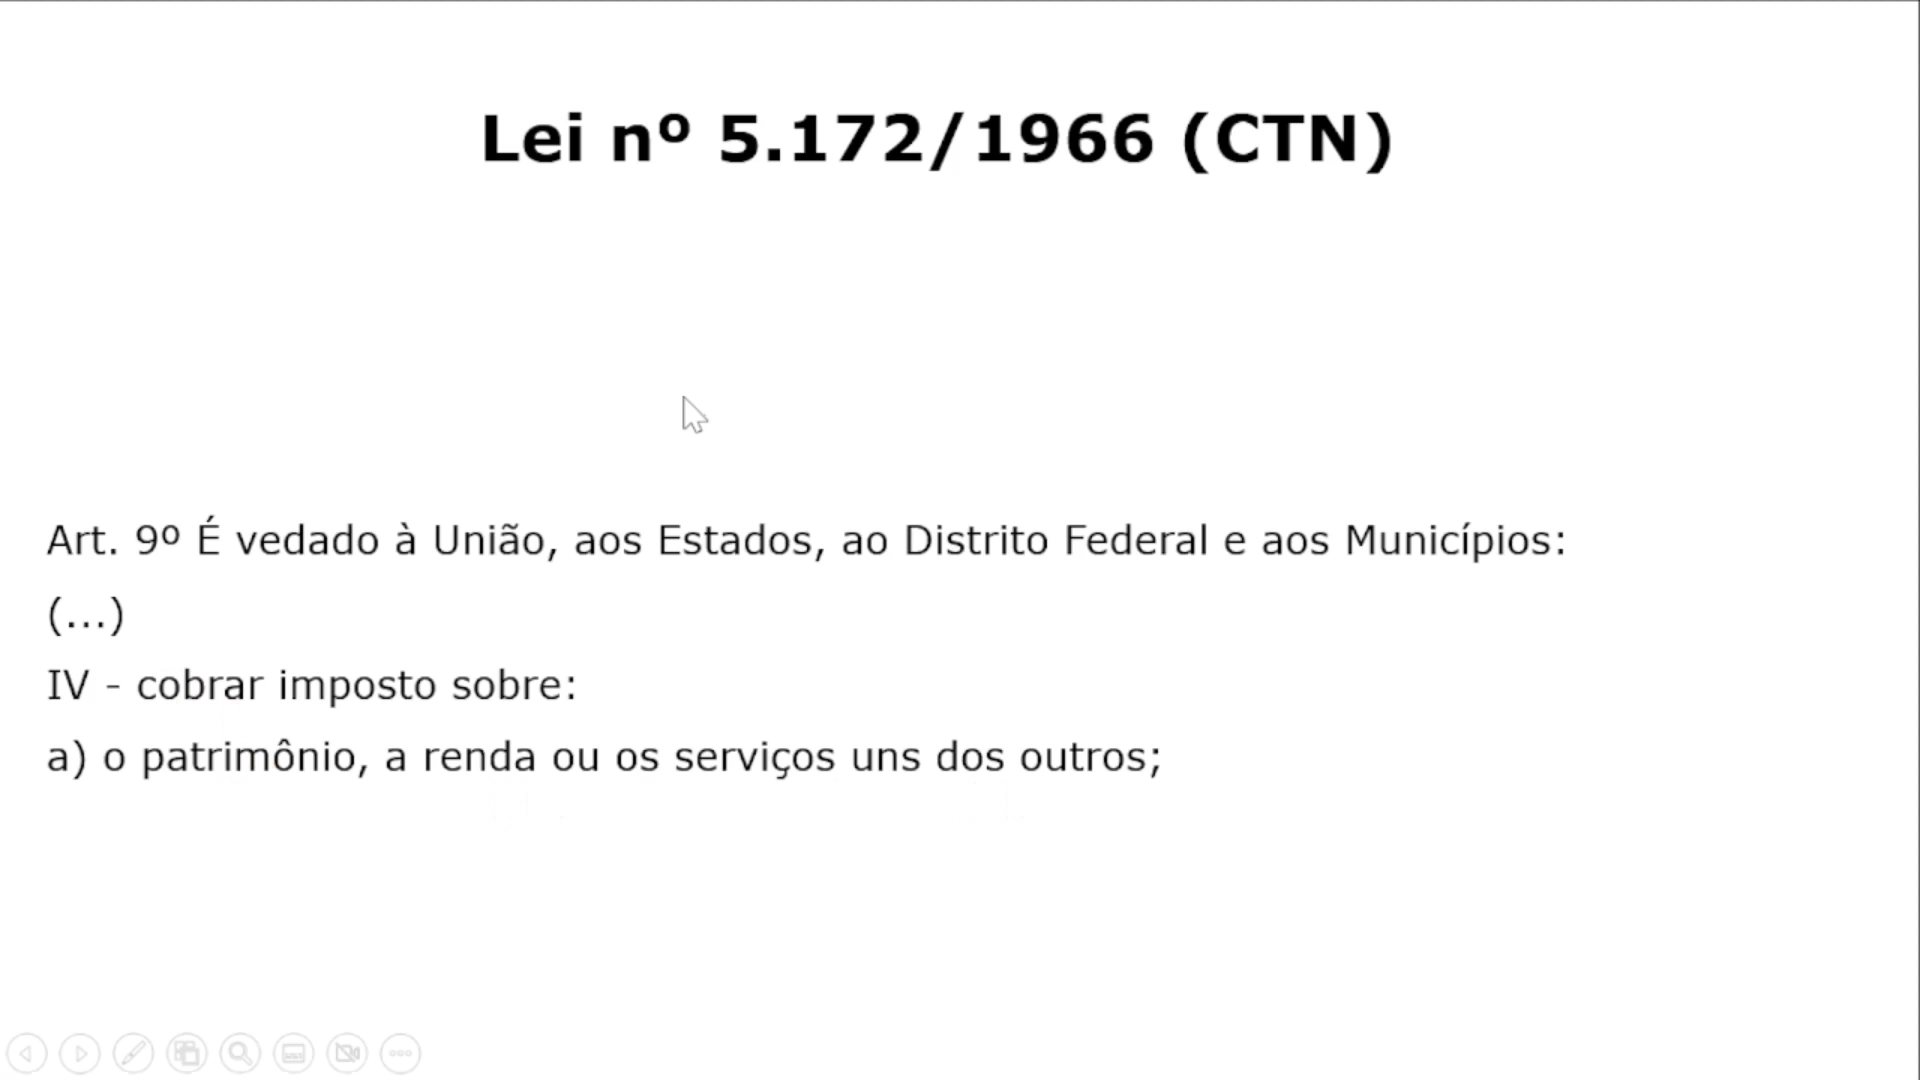 Lei nº 5.172/1966 (CTN)
Art. 9º É vedado à União, aos Estados, ao Distrito Federal e aos Municípios:
(...)
IV - cobrar imposto sobre:
a) o patrimônio, a renda ou os serviços uns dos outros;